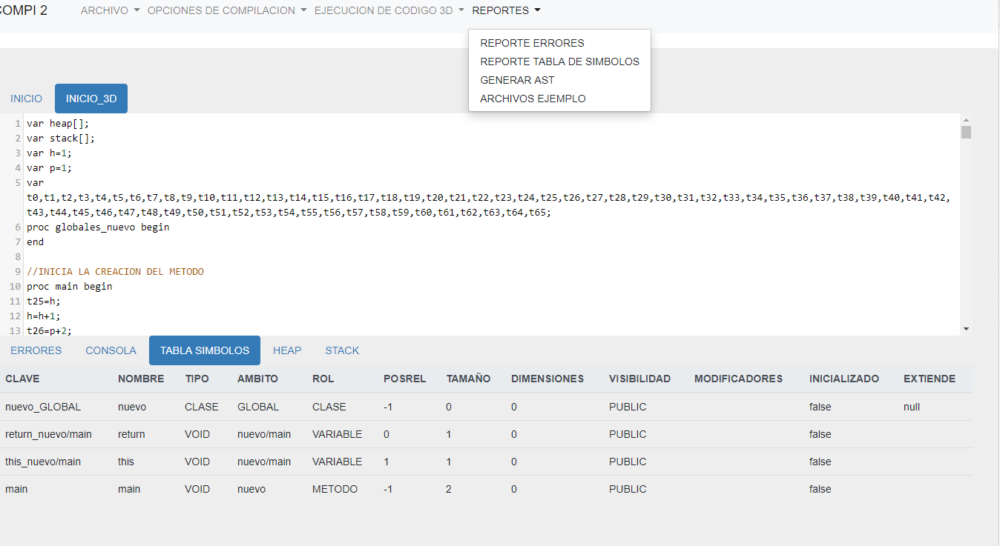 COMPI 2 ARCHIVO OPCIONES DE COMPILACION EJECUCION DE CODIGO 3D REPORTES
REPORTE ERRORES
REPORTE TABLA DE SIMBOLOS
GENERAR AST
ARCHIVOS EJEMPLO
INICIO INICIO_3D
1 var heap[];
2 var stack[];
3 var h=1;
4 var p=1;
5 var
t0,t1,t2,t3,t4,t5,t6,t7,t8,t9,t10,t11,t12,t13,t14,t15,t16,t17,t18,t19,t20,t21,t22,t23,t24,t25,t26,t27,t28,t29,t30,t31,t32,t33,t34,t35,t36,t37,t38,t39,t40,t41,t42,
t43,t44,t45,t46,t47,t48,t49,t50,t51,t52,t53,t54,t55,t56,t57,t58,t59,t60,t61,t62,t63,t64,t65;
6 proc globales_nuevo begin
7 end
8
9 //INICIA LA CREACION DEL METODO
10 proc main begin
11 t25=h;
12 h=h+1;
13 t26=p+2;
ERRORES CONSOLA TABLA SIMBOLOS HEAP STACK
CLAVE NOMBRE TIPO AMBITO ROL POSREL TAMAÑO DIMENSIONES VISIBILIDAD MODIFICADORES INICIALIZADO EXTIENDE
nuevo_GLOBAL nuevo CLASE GLOBAL CLASE -1 0 0 PUBLIC false null
return_nuevo/main return VOID nuevo/main VARIABLE 0 1 0 PUBLIC false
this_nuevo/main this VOID nuevo/main VARIABLE 1 1 0 PUBLIC false
main main VOID nuevo METODO -1 2 0 PUBLIC false